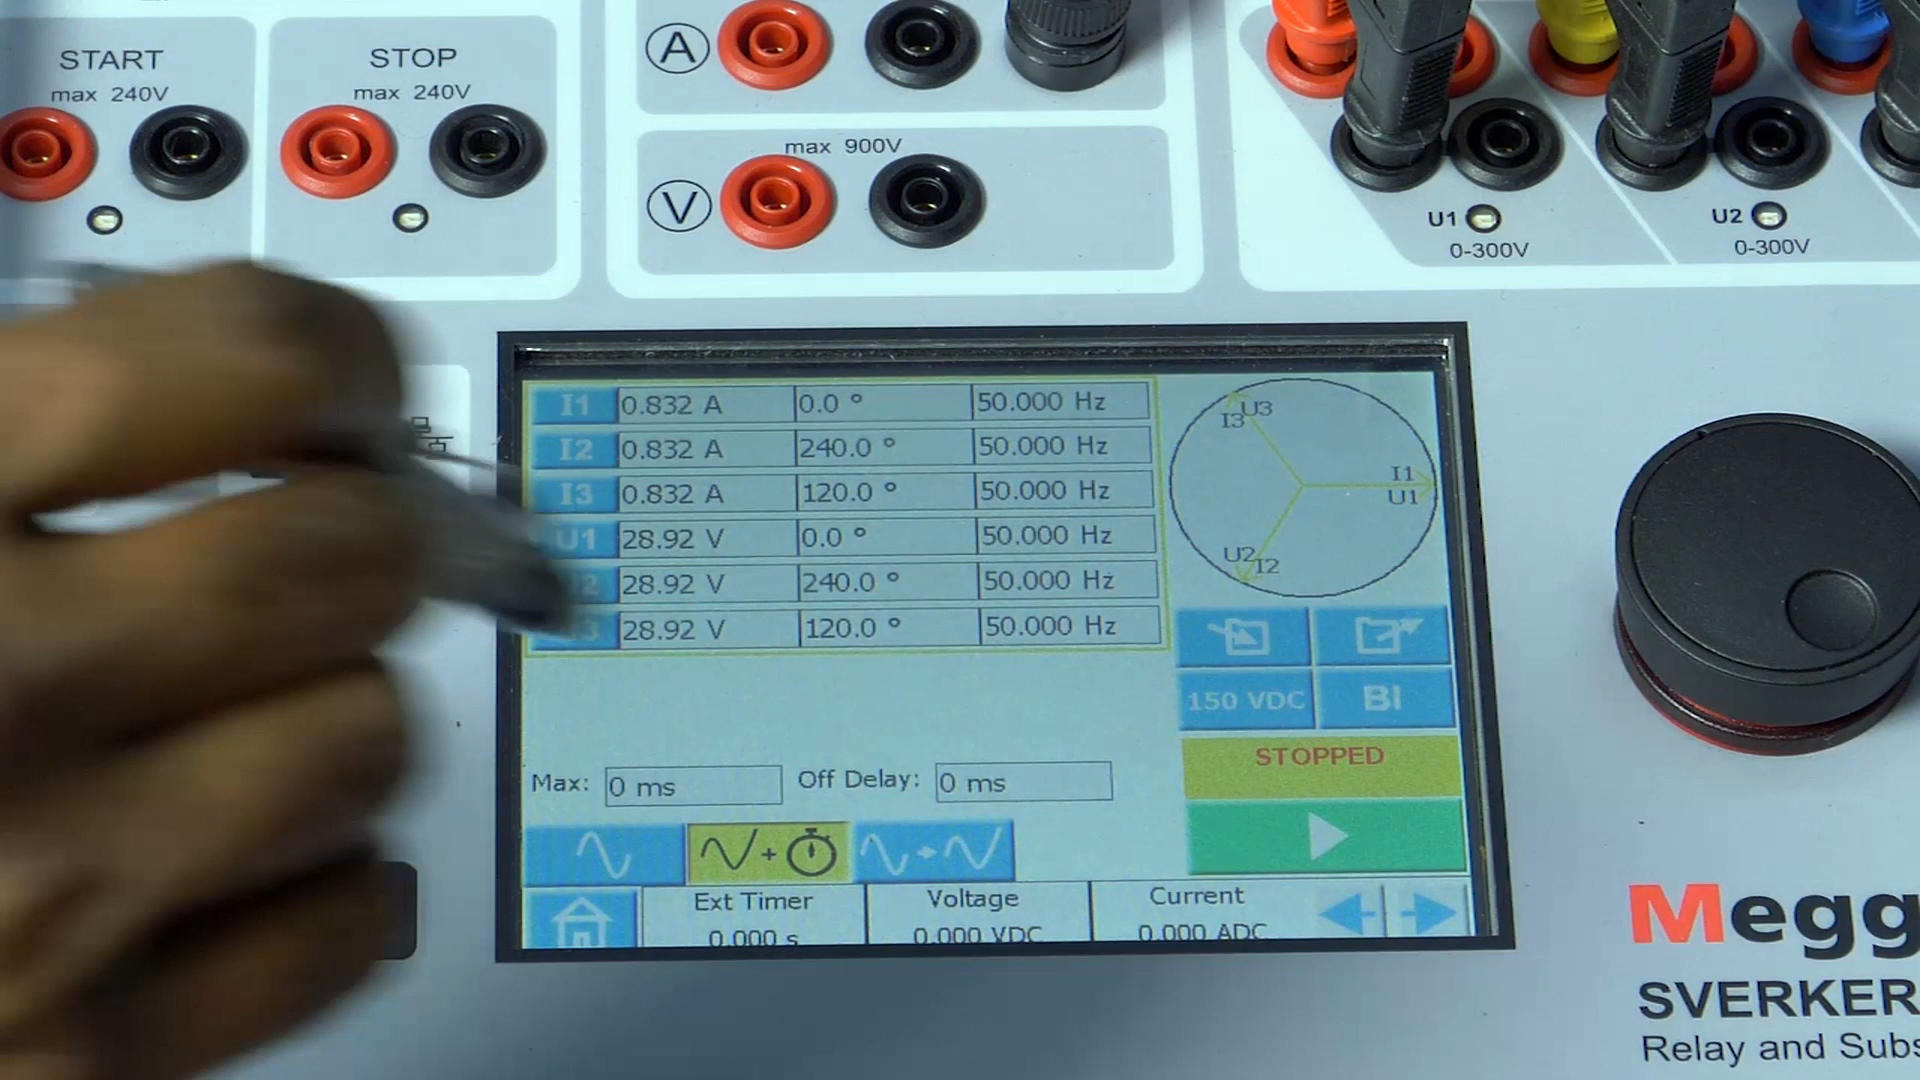 START
max 240V
STOP
max 240V
A
max 900V
V
U1
0-300V
U2
0-300V
I1 0.832 A 0.0 ° 50.000 Hz
I2 0.832 A 240.0 ° 50.000 Hz
I3 0.832 A 120.0 ° 50.000 Hz
U1 28.92 V 0.0 ° 50.000 Hz
28.92 V 240.0 ° 50.000 Hz
28.92 V 120.0 ° 50.000 Hz
U3
I3
I1
U1
U2
I2
150 VDC
BI
STOPPED
Max: 0 ms Off Delay: 0 ms
+
Ext Timer Voltage Current
0.000 s 0.000 VDC 0.000 ADC
Megg
SVERKER
Relay and Subs